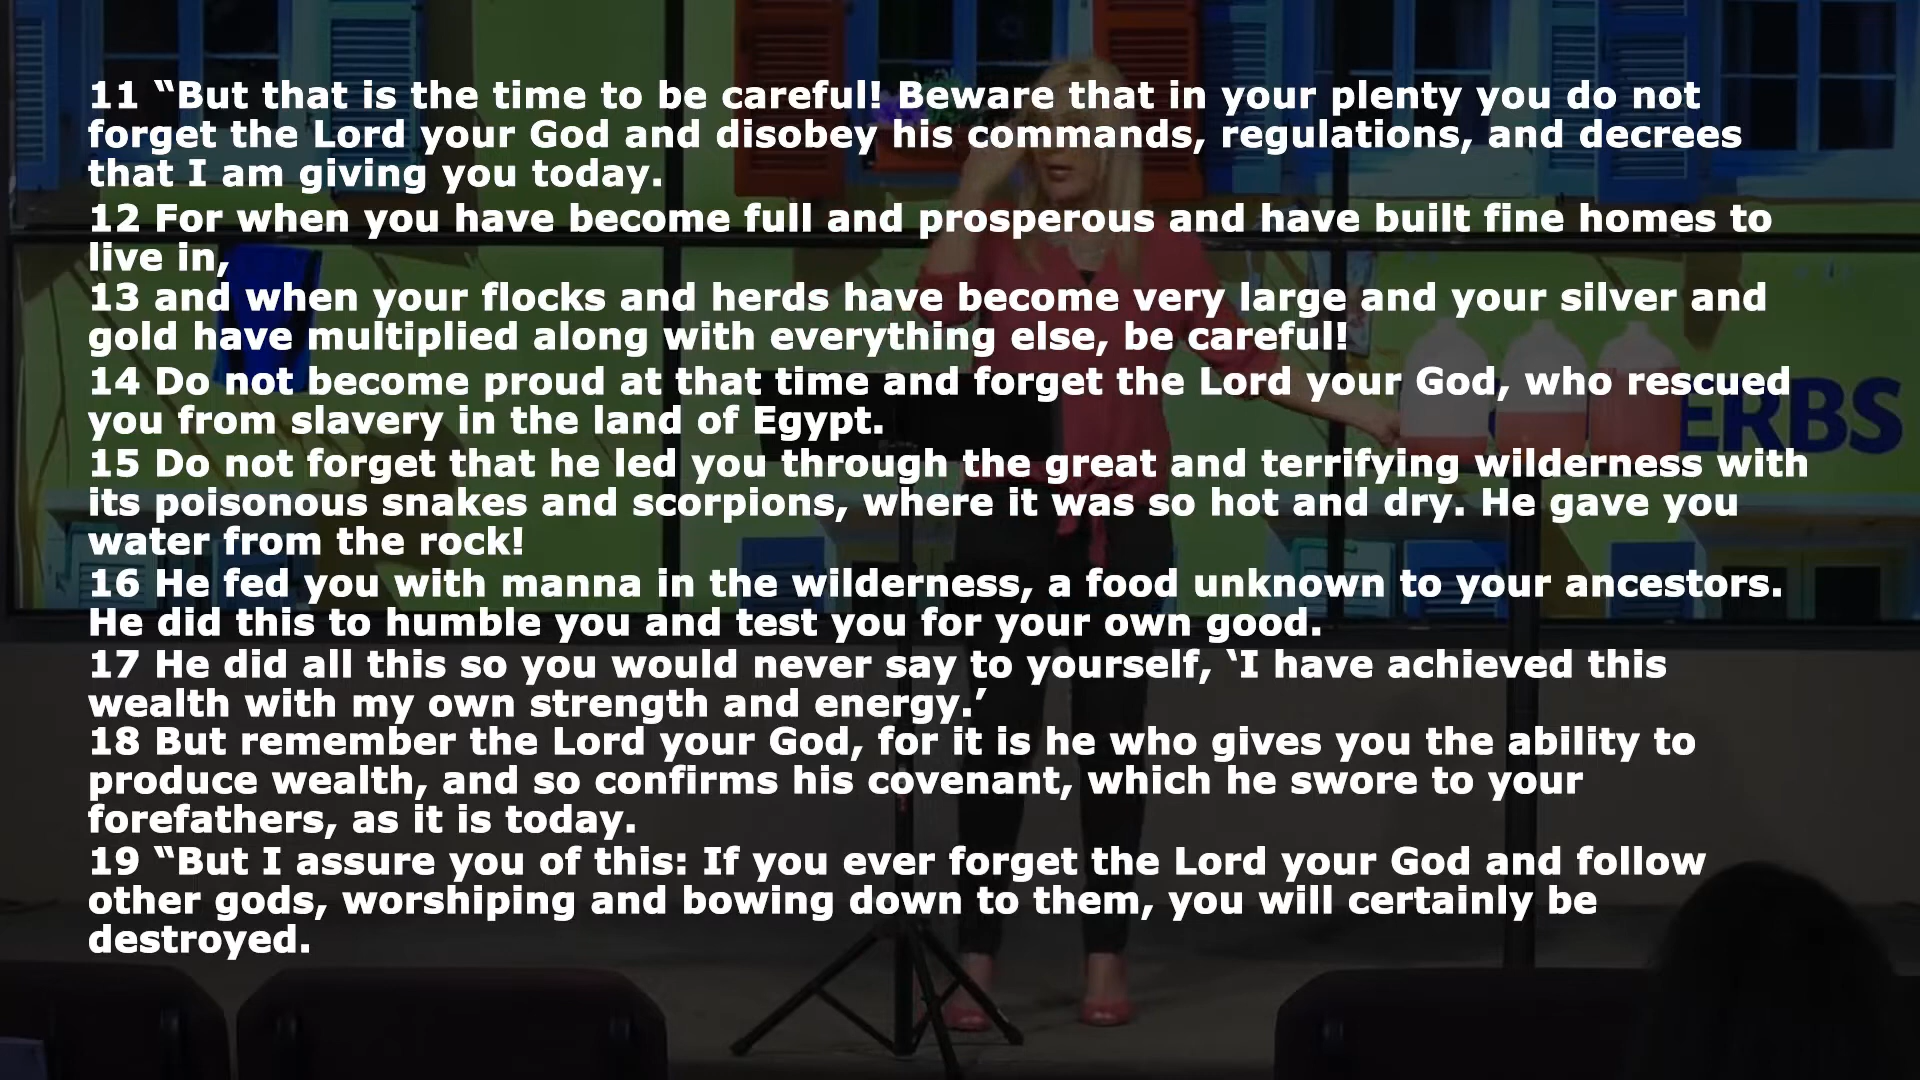 11 “But that is the time to be careful! Beware that in your plenty you do not
forget the Lord your God and disobey his commands, regulations, and decrees
that I am giving you today.
12 For when you have become full and prosperous and have built fine homes to
live in,
13 and when your flocks and herds have become very large and your silver and
gold have multiplied along with everything else, be careful!
14 Do not become proud at that time and forget the Lord your God, who rescued
you from slavery in the land of Egypt.
15 Do not forget that he led you through the great and terrifying wilderness with
its poisonous snakes and scorpions, where it was so hot and dry. He gave you
water from the rock!
16 He fed you with manna in the wilderness, a food unknown to your ancestors.
He did this to humble you and test you for your own good.
17 He did all this so you would never say to yourself, ‘I have achieved this
wealth with my own strength and energy.’
18 But remember the Lord your God, for it is he who gives you the ability to
produce wealth, and so confirms his covenant, which he swore to your
forefathers, as it is today.
19 “But I assure you of this: If you ever forget the Lord your God and follow
other gods, worshiping and bowing down to them, you will certainly be
destroyed.
ERBS